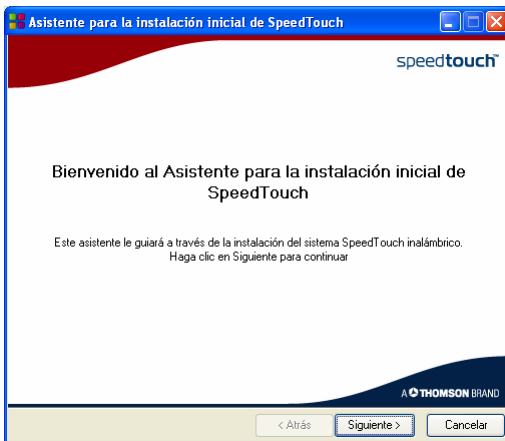 Asistente para la instalación inicial de SpeedTouch
speedtouch™
Bienvenido al Asistente para la instalación inicial de
SpeedTouch
Este asistente le guiará a través de la instalación del sistema SpeedTouch inalámbrico.
Haga clic en Siguiente para continuar
A THOMSON BRAND
< Atrás
Siguiente >
Cancelar